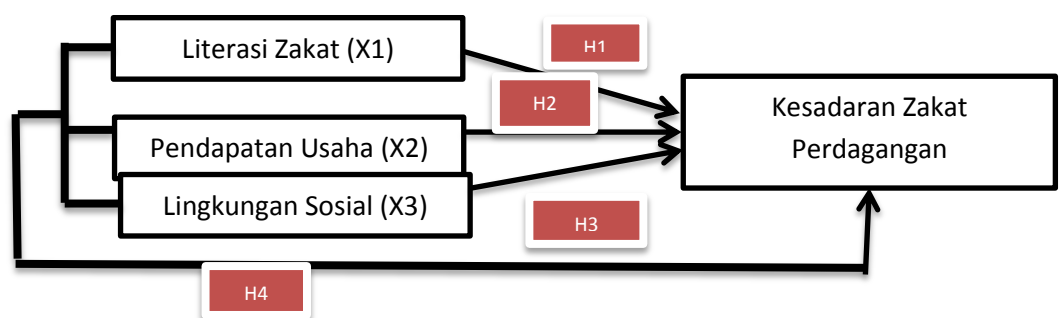 Literasi Zakat (X1)
H1
H2
Kesadaran Zakat
Perdagangan
Pendapatan Usaha (X2)
Lingkungan Sosial (X3)
H3
H4